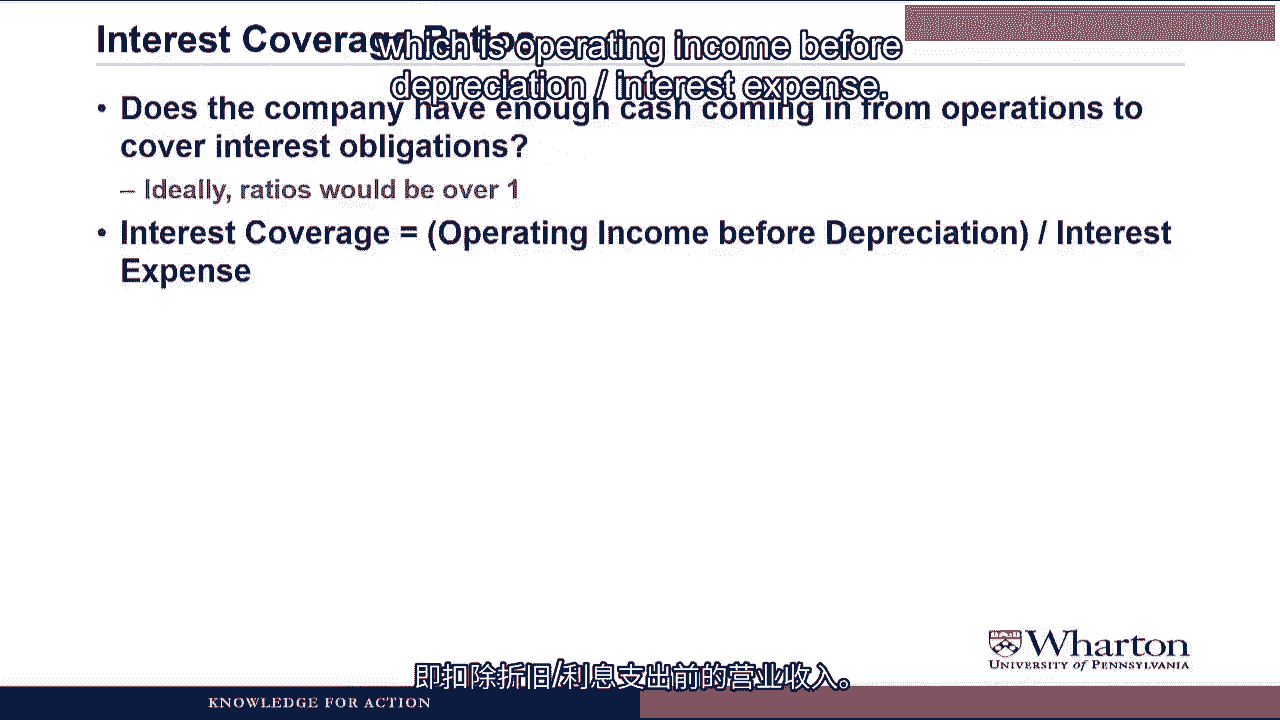 Interest Coverage Ratios
which is operating income before
depreciation / interest expense.
• Does the company have enough cash coming in from operations to
cover interest obligations?
– Ideally, ratios would be over 1
• Interest Coverage = (Operating Income before Depreciation) / Interest
Expense
Wharton
UNIVERSITY of PENNSYLVANIA
即扣除折旧/利息支出前的营业收入。
KNOWLEDGE FOR ACTION